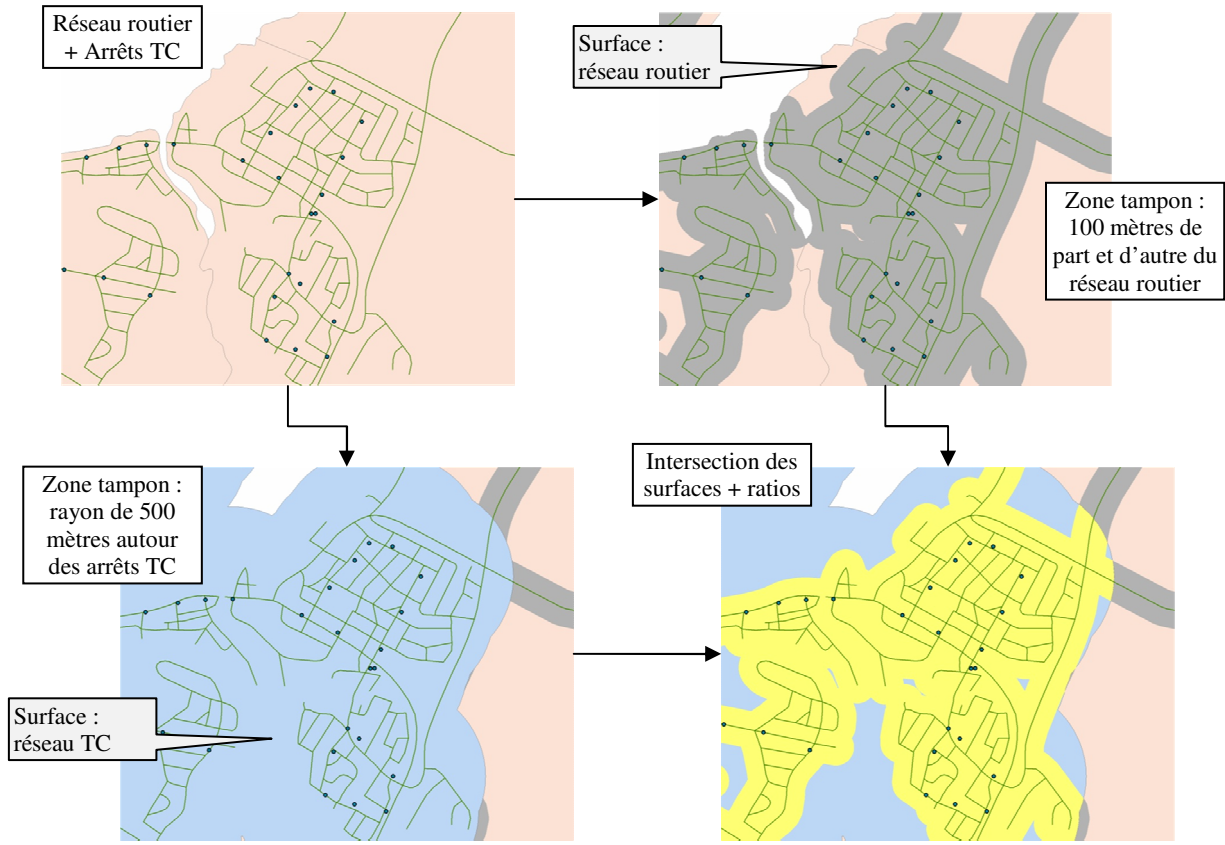 Réseau routier
+ Arrêts TC
Surface :
réseau routier
Zone tampon :
100 mètres de
part et d'autre du
réseau routier
Zone tampon :
rayon de 500
mètres autour
des arrêts TC
Surface :
réseau TC
Intersection des
surfaces + ratios